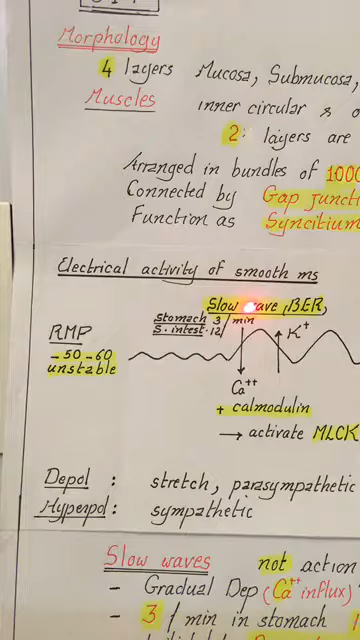 Morphology
4 layers Mucosa, Submucosa,
Muscles inner circular &
2 layers are
Arranged in bundles of 1000
Connected by Gap juncti
Function as Syncitium
Electrical activity of smooth ms
Slow wave, BER,
Stomach 3/min
S. intest. 12/
RMP
K+
-50 -60
unstable
Ca++
+ calmodulin
→ activate MLCK
Depol : stretch, parasympathetic
Hyperpol : sympathetic
Slow waves not action
- Gradual Dep (Ca++ influx)
- 3 / min in stomach